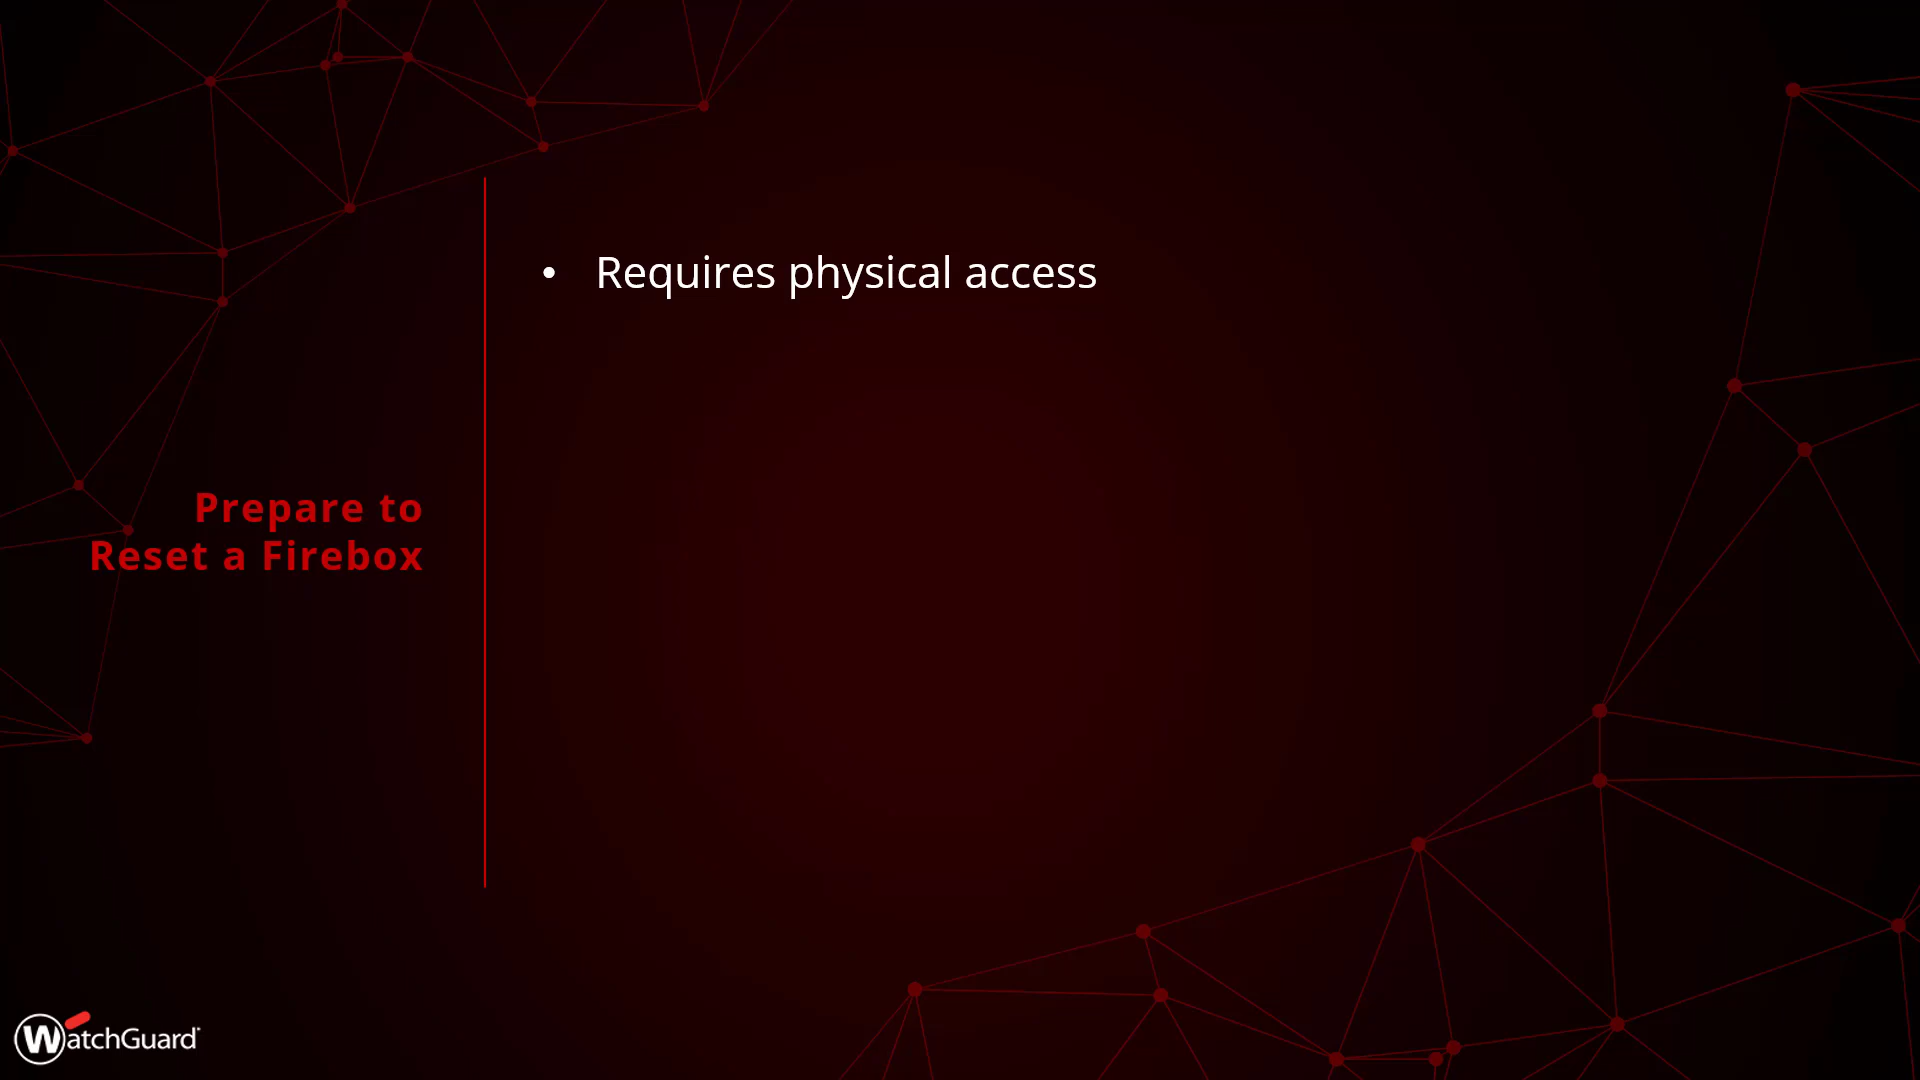 • Requires physical access
Prepare to
Reset a Firebox
WatchGuard